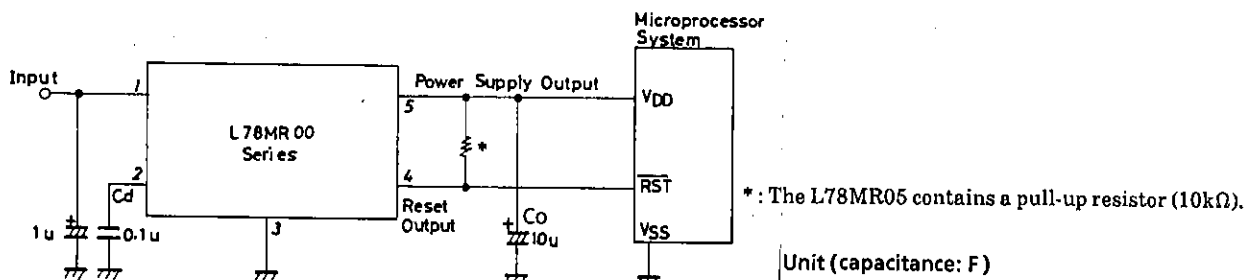 Microprocessor
System
Input
1
Power Supply Output
5
VDD
L78MR00
Series
*
2
Cd
4
RST
* : The L78MR05 contains a pull-up resistor (10kΩ).
Reset
Output
3
+
1u
0.1u
Co
+
10u
VSS
Unit (capacitance: F)